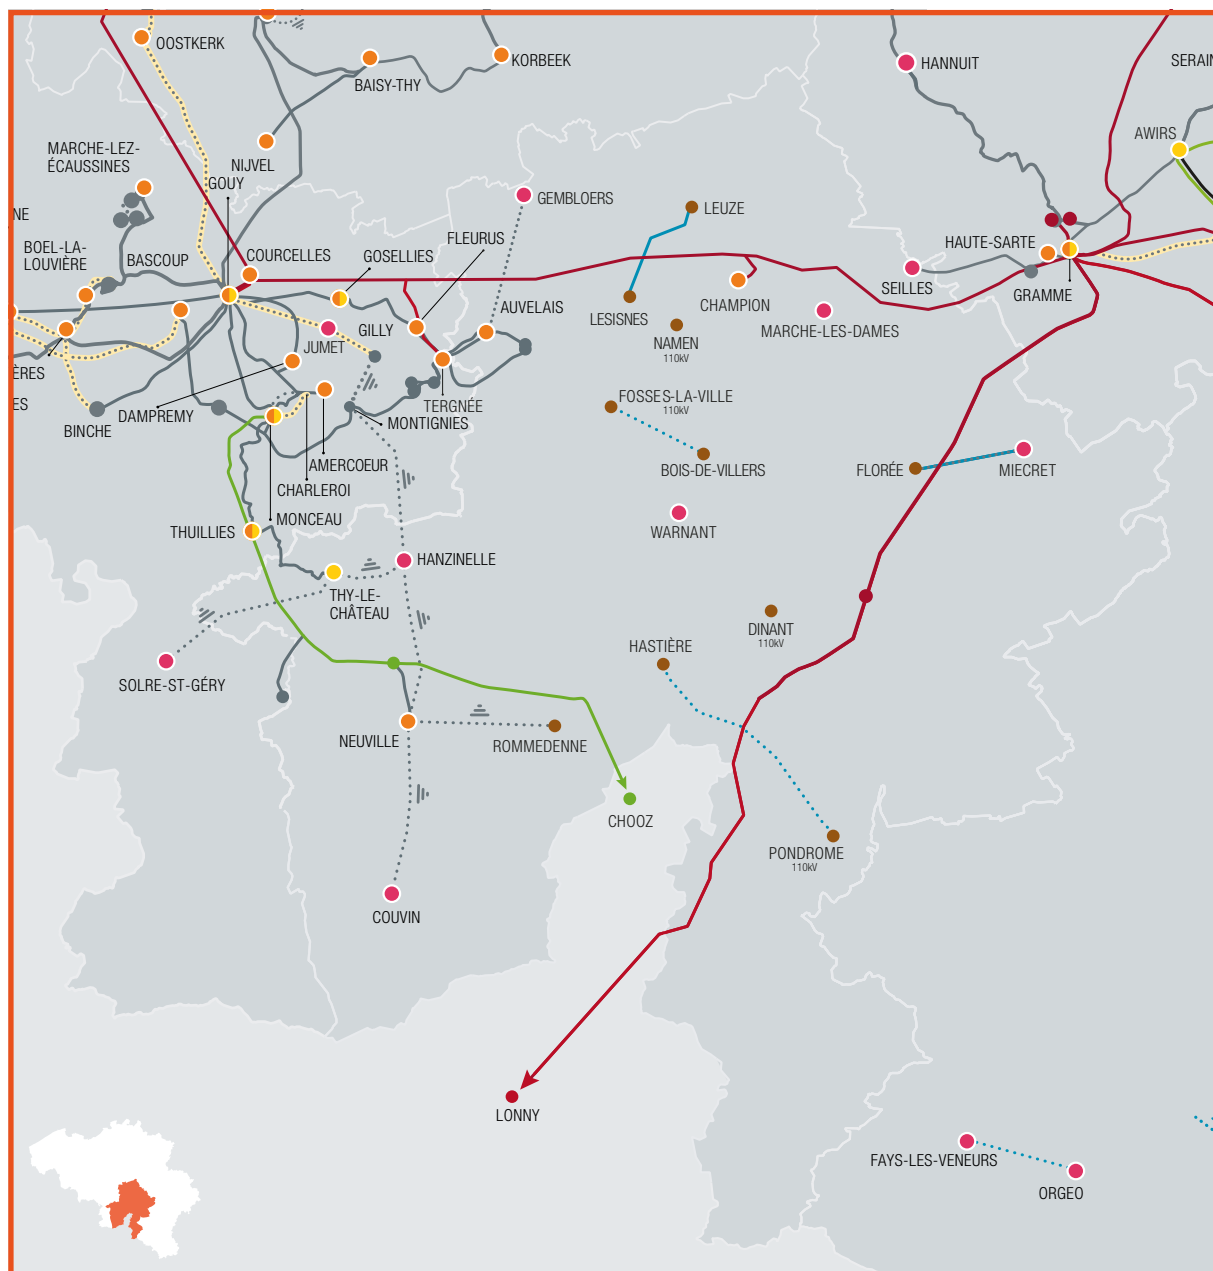 OOSTKERK
KORBEEK
BAISY-THY
HANNUIT
SERAIN
AWIRS
MARCHE-LEZ-
ÉCAUSSINES
NIJVEL
GOUY
GEMBLOERS
LEUZE
NE
FLEURUS
BOEL-LA-
LOUVIÈRE
BASCOUP
COURCELLES
GOSELLIES
HAUTE-SARTE
SEILLES
GRAMME
AUVELAIS
LESISNES
CHAMPION
MARCHE-LES-DAMES
GILLY
JUMET
NAMEN
110kV
ÈRES
ES
DAMPREMY
BINCHE
TERGNÉE
MONTIGNIES
FOSSES-LA-VILLE
110kV
AMERCOEUR
CHARLEROI
BOIS-DE-VILLERS
FLORÉE
MIECRET
MONCEAU
THUILLIES
WARNANT
HANZINELLE
THY-LE-
CHÂTEAU
DINANT
110kV
HASTIÈRE
SOLRE-ST-GÉRY
NEUVILLE
ROMMEDENNE
CHOOZ
PONDROME
110kV
COUVIN
LONNY
FAYS-LES-VENEURS
ORGEO